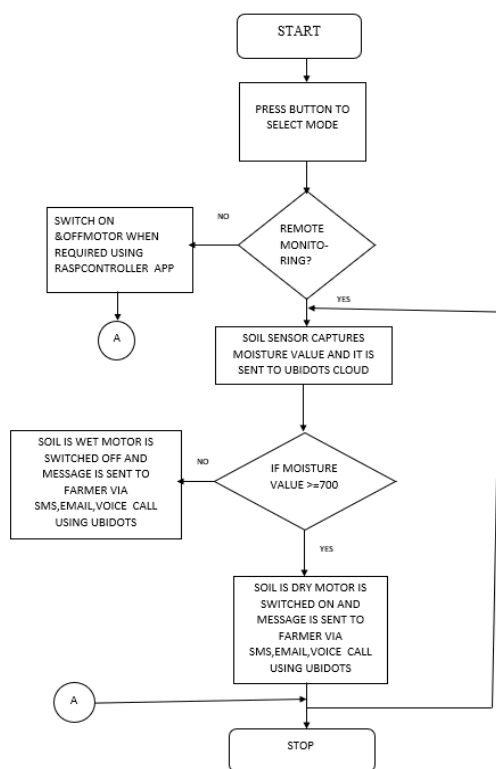 START
PRESS BUTTON TO
SELECT MODE
NO
REMOTE
MONITO-
RING?
SWITCH ON
&OFFMOTOR WHEN
REQUIRED USING
RASPCONTROLLER APP
YES
A
SOIL SENSOR CAPTURES
MOISTURE VALUE AND IT IS
SENT TO UBIDOTS CLOUD
SOIL IS WET MOTOR IS
SWITCHED OFF AND
MESSAGE IS SENT TO
FARMER VIA
SMS,EMAIL,VOICE CALL
USING UBIDOTS
NO
IF MOISTURE
VALUE >=700
YES
SOIL IS DRY MOTOR IS
SWITCHED ON AND
MESSAGE IS SENT TO
FARMER VIA
SMS,EMAIL,VOICE CALL
USING UBIDOTS
A
STOP